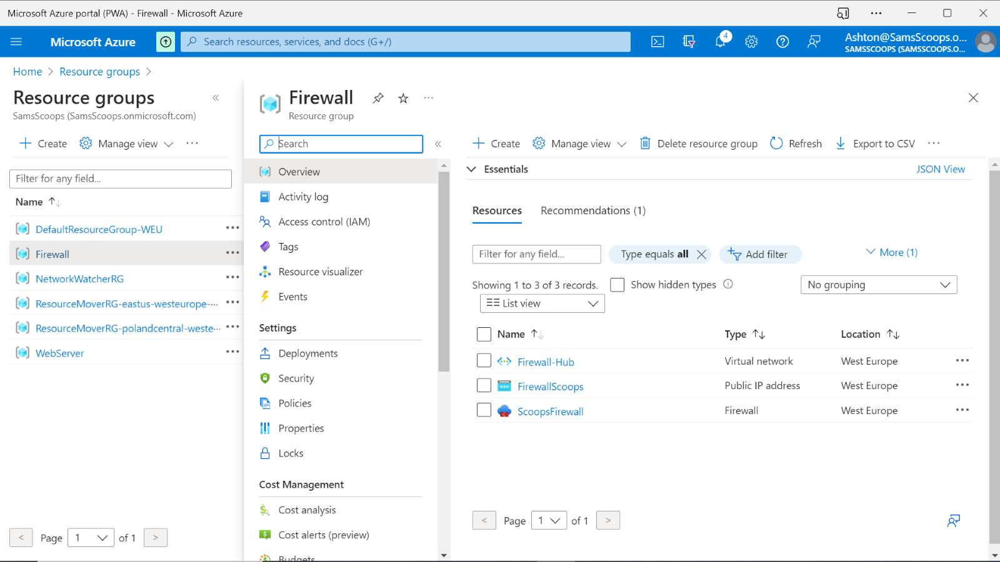 Microsoft Azure portal (PWA) - Firewall - Microsoft Azure
Microsoft Azure
Search resources, services, and docs (G+/)
4
Ashton@SamsScoops.o...
SAMSSCOOPS (SAMSSCOOPS.O...
Home > Resource groups >
Resource groups
SamsScoops (SamsScoops.onmicrosoft.com)
Create
Manage view
Filter for any field...
Name
DefaultResourceGroup-WEU
Firewall
NetworkWatcherRG
ResourceMoverRG-eastus-westeurope-...
ResourceMoverRG-polandcentral-weste...
WebServer
< Page 1 of 1 >
Firewall
Resource group
Search
Overview
Activity log
Access control (IAM)
Tags
Resource visualizer
Events
Settings
Deployments
Security
Policies
Properties
Locks
Cost Management
Cost analysis
Cost alerts (preview)
Budgets
Create
Manage view
Delete resource group
Refresh
Export to CSV
Essentials
JSON View
Resources
Recommendations (1)
Filter for any field...
Type equals all
Add filter
More (1)
Showing 1 to 3 of 3 records.
Show hidden types
No grouping
List view
Name Type Location
Firewall-Hub Virtual network West Europe
FirewallScoops Public IP address West Europe
ScoopsFirewall Firewall West Europe
< Page 1 of 1 >